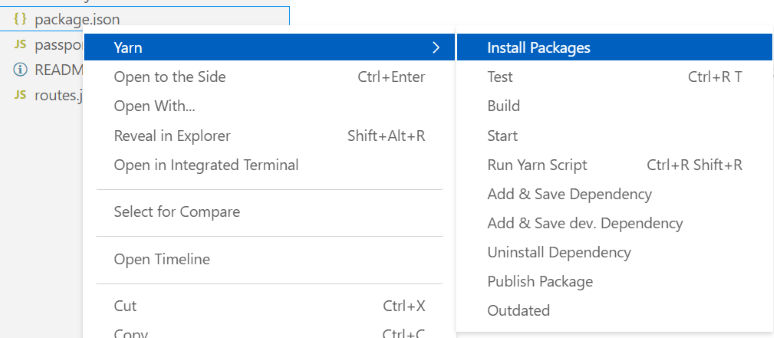 { } package.json
JS passpo
README
JS routes.j
Yarn
Open to the Side Ctrl+Enter
Open With...
Reveal in Explorer Shift+Alt+R
Open in Integrated Terminal
Select for Compare
Open Timeline
Cut Ctrl+X
Copy Ctrl+C
Install Packages
Test Ctrl+R T
Build
Start
Run Yarn Script Ctrl+R Shift+R
Add & Save Dependency
Add & Save dev. Dependency
Uninstall Dependency
Publish Package
Outdated